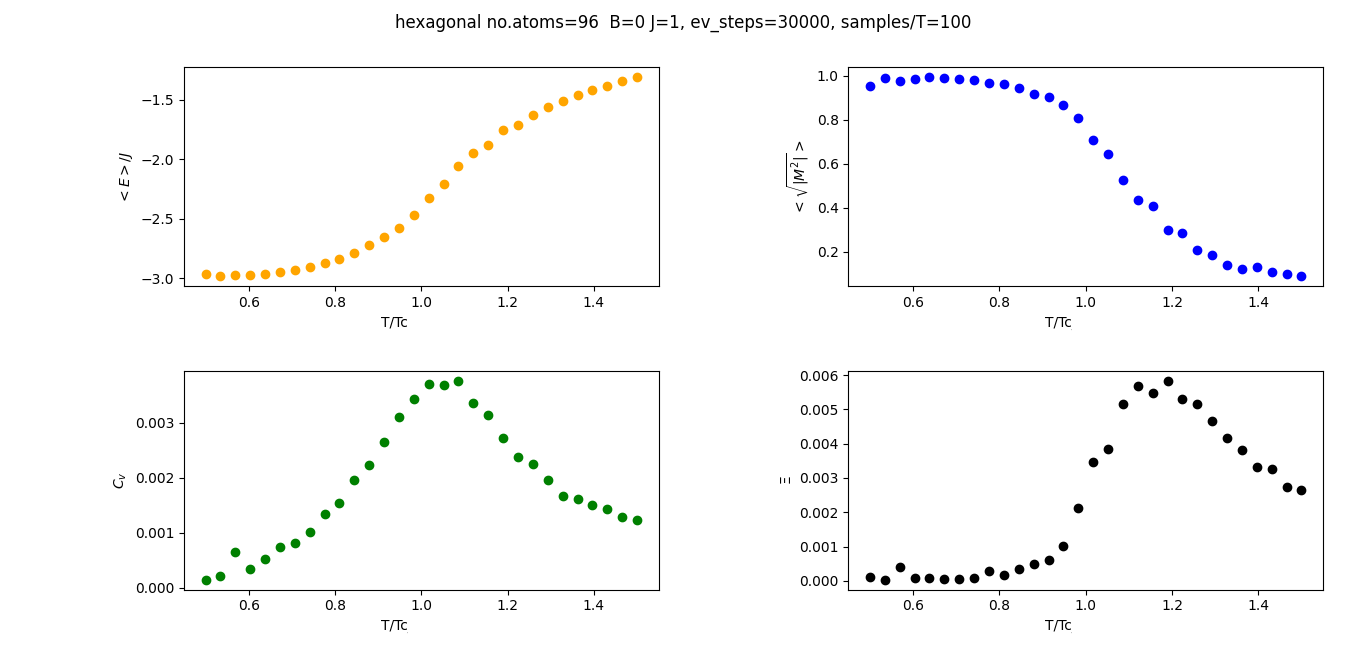 hexagonal no.atoms=96  B=0 J=1, ev_steps=30000, samples/T=100
< E > /J
−1.5
−2.0
−2.5
−3.0
0.6 0.8 1.0 1.2 1.4
T/Tc
< √|M²| >
1.0
0.8
0.6
0.4
0.2
0.6 0.8 1.0 1.2 1.4
T/Tc
Cᵥ
0.003
0.002
0.001
0.000
0.6 0.8 1.0 1.2 1.4
T/Tc
Ξ
0.006
0.005
0.004
0.003
0.002
0.001
0.000
0.6 0.8 1.0 1.2 1.4
T/Tc